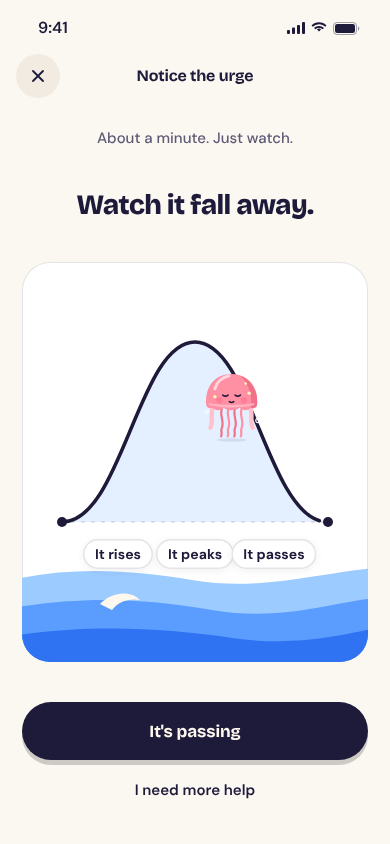 9:41
Notice the urge
About a minute. Just watch.
Watch it fall away.
It rises
It peaks
It passes
It's passing
I need more help